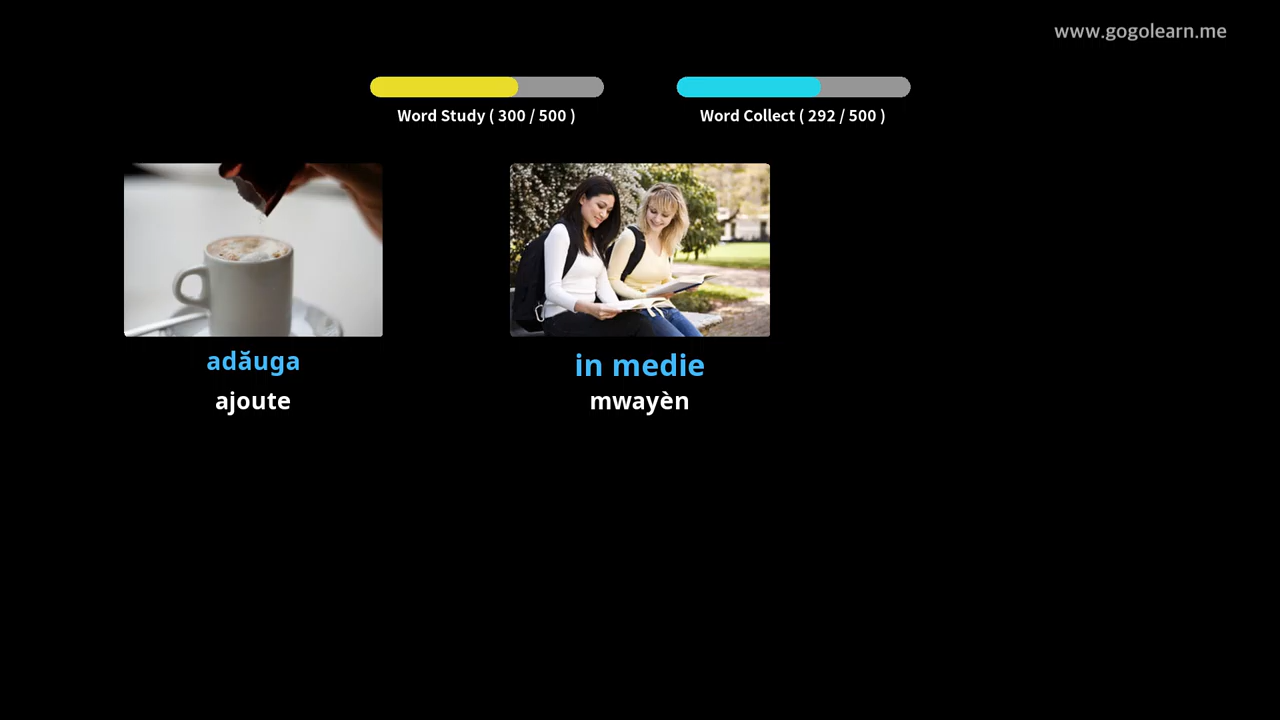 www.gogolearn.me
Word Study ( 300 / 500 )
Word Collect ( 292 / 500 )
adăuga
ajoute
in medie
mwayèn